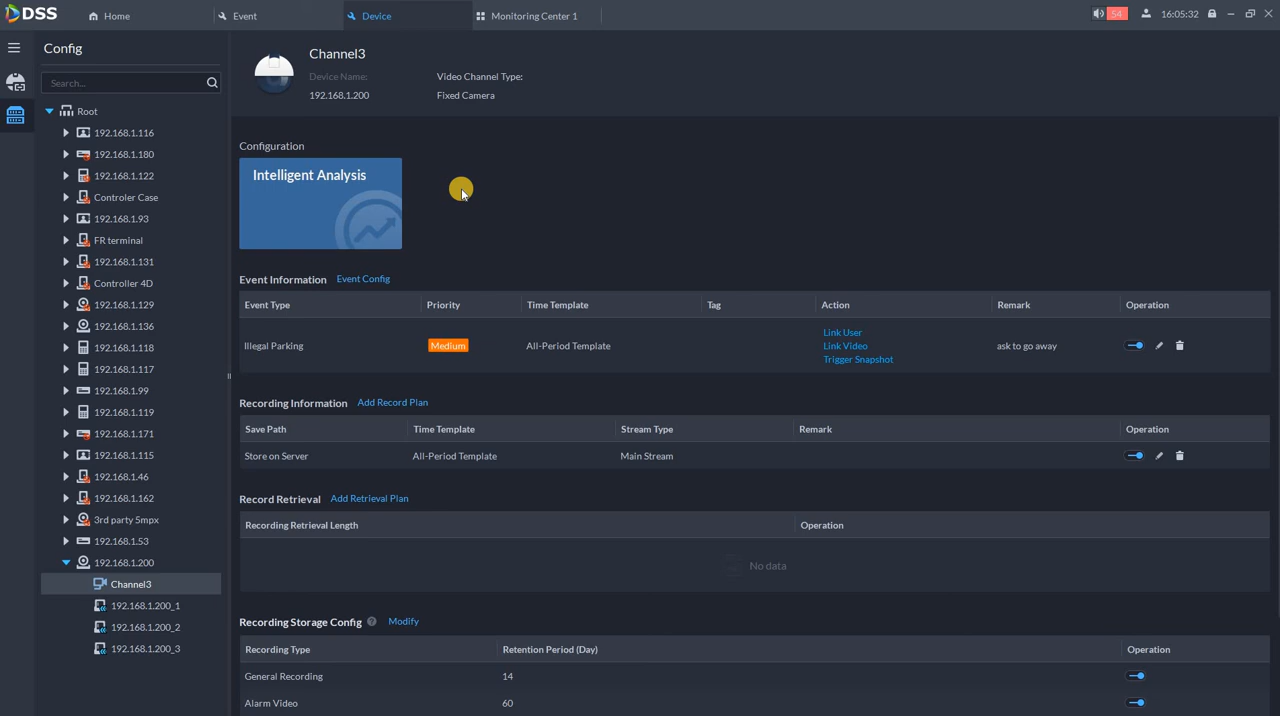 DSS
Home
Event
Device
Monitoring Center 1
54
16:05:32
Config
Search...
Root
192.168.1.116
192.168.1.180
192.168.1.122
Controler Case
192.168.1.93
FR terminal
192.168.1.131
Controller 4D
192.168.1.129
192.168.1.136
192.168.1.118
192.168.1.117
192.168.1.99
192.168.1.119
192.168.1.171
192.168.1.115
192.168.1.46
192.168.1.162
3rd party 5mpx
192.168.1.53
192.168.1.200
Channel3
192.168.1.200_1
192.168.1.200_2
192.168.1.200_3
Channel3
Device Name: Video Channel Type:
192.168.1.200 Fixed Camera
Configuration
Intelligent Analysis
Event Information Event Config
Event Type Priority Time Template Tag Action Remark Operation
Illegal Parking Medium All-Period Template Link User ask to go away
Link Video
Trigger Snapshot
Recording Information Add Record Plan
Save Path Time Template Stream Type Remark Operation
Store on Server All-Period Template Main Stream
Record Retrieval Add Retrieval Plan
Recording Retrieval Length Operation
No data
Recording Storage Config ? Modify
Recording Type Retention Period (Day) Operation
General Recording 14
Alarm Video 60